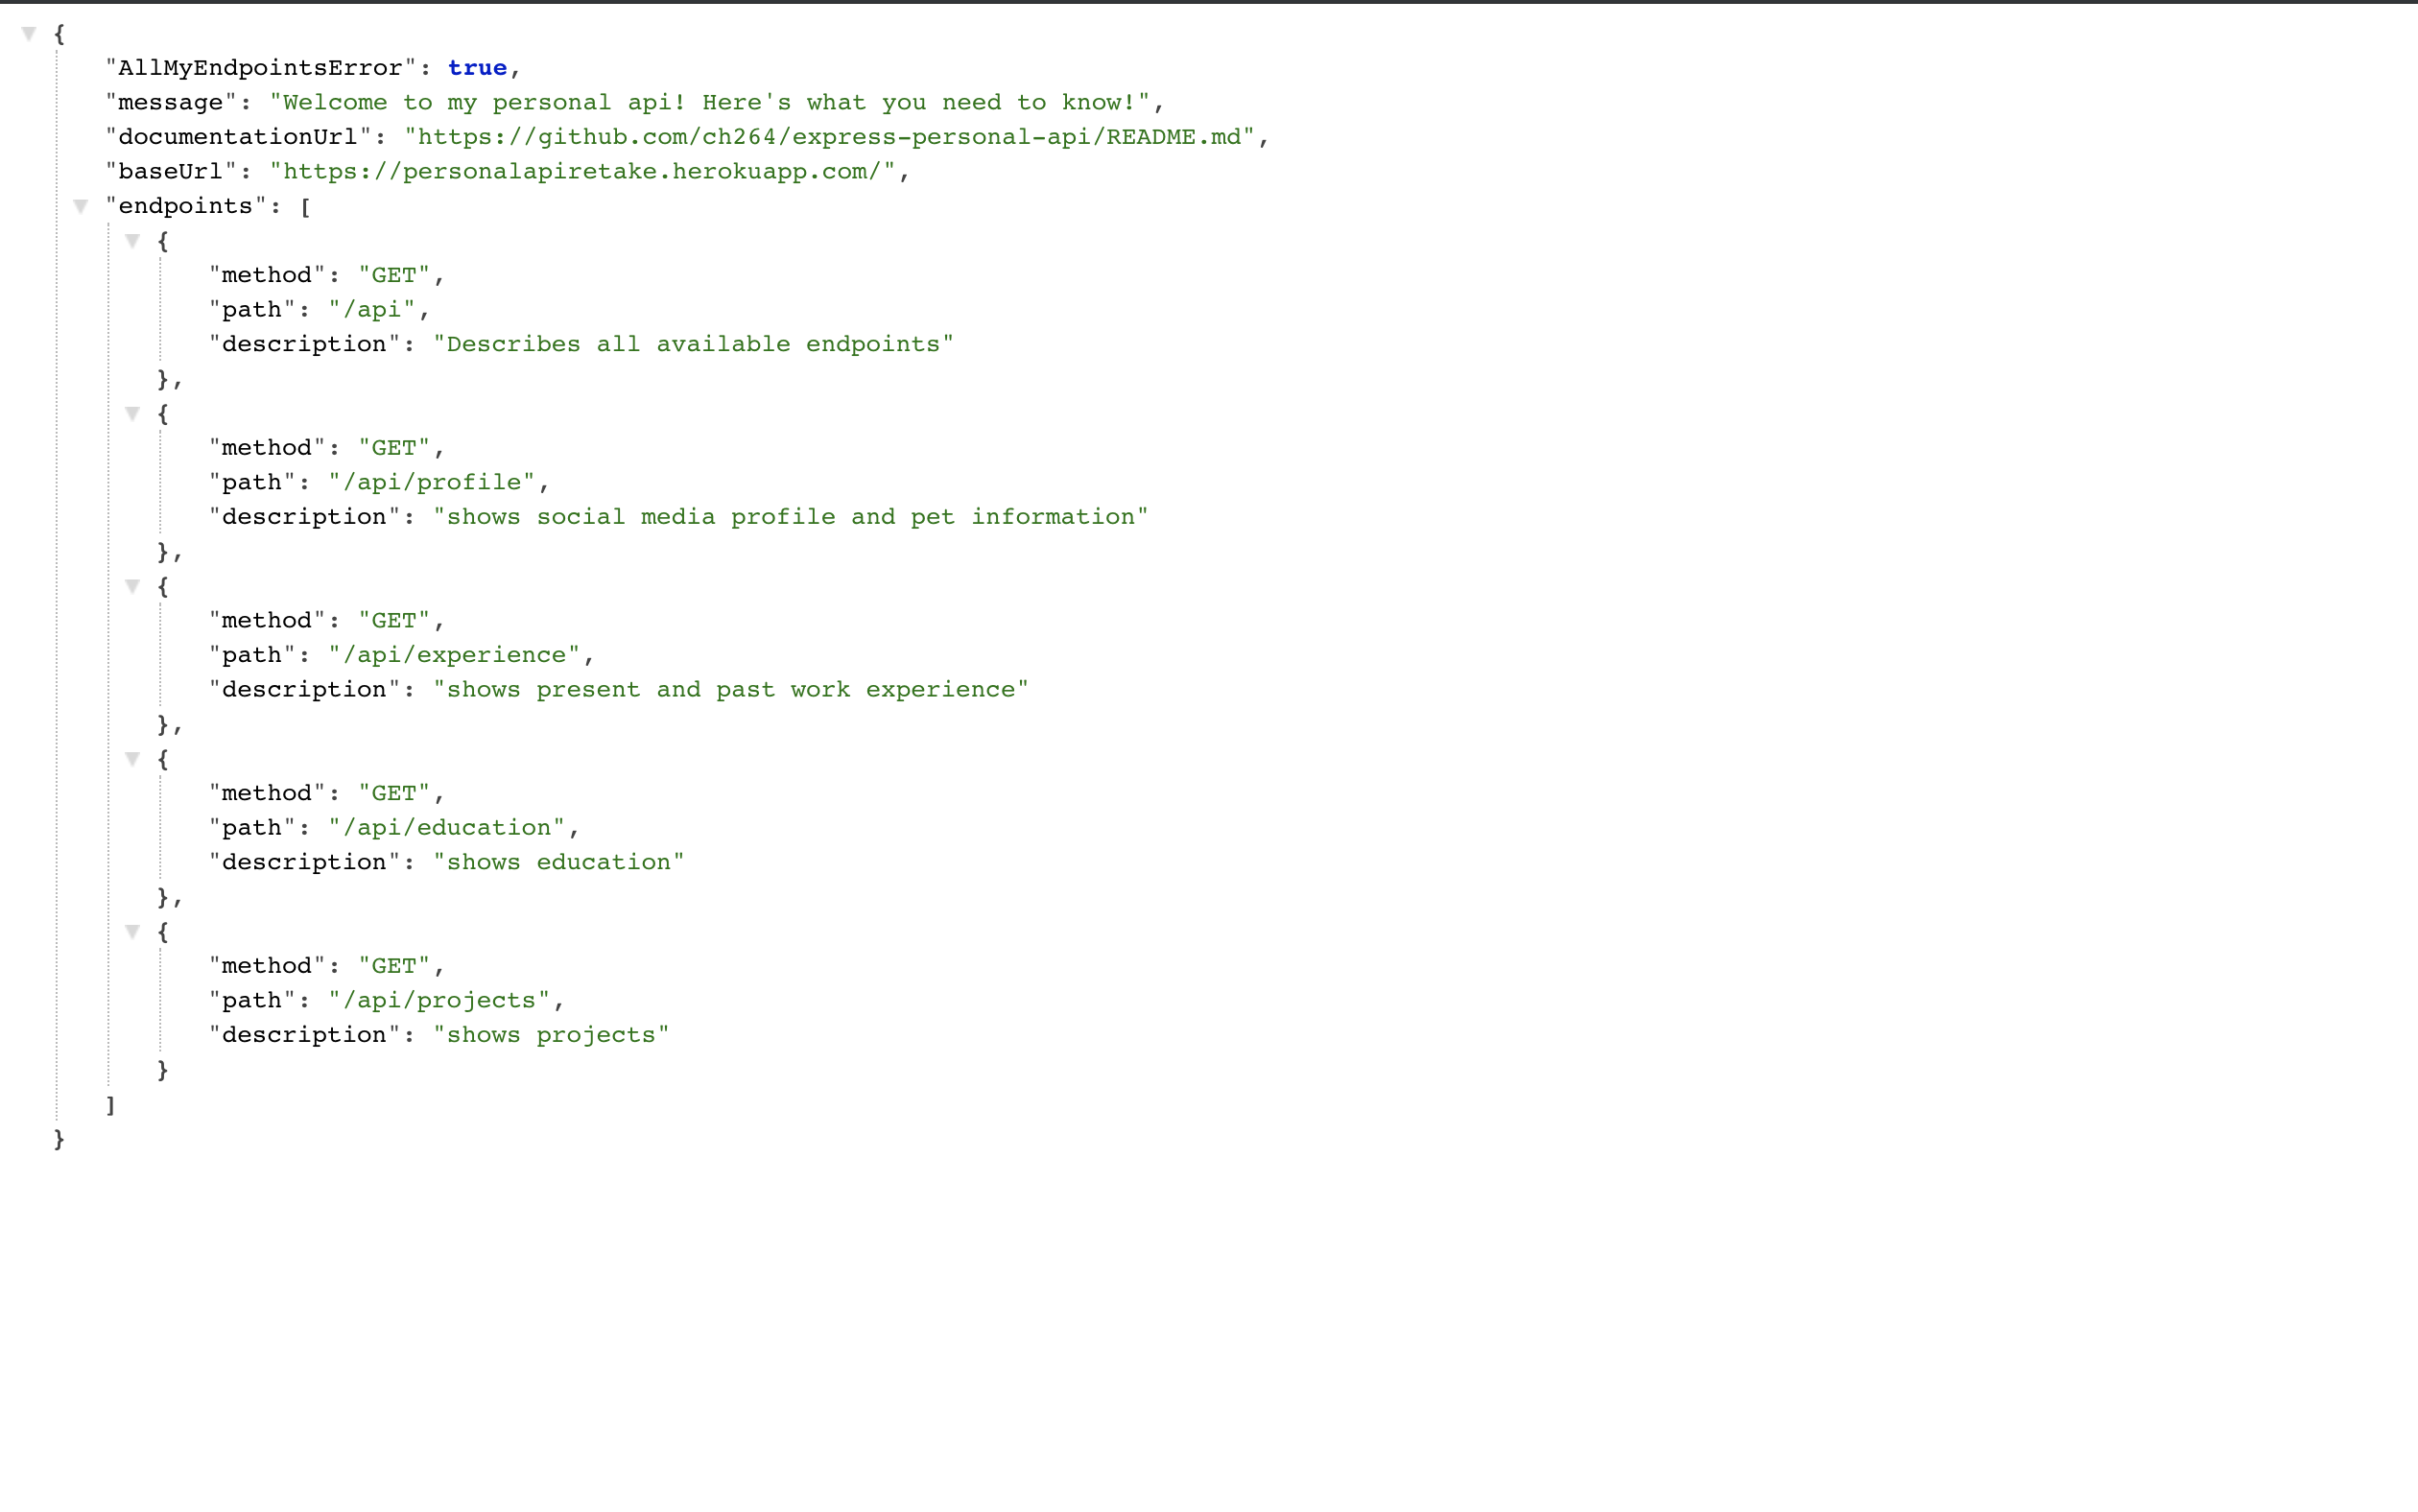 {
"AllMyEndpointsError": true,
"message": "Welcome to my personal api! Here's what you need to know!",
"documentationUrl": "https://github.com/ch264/express-personal-api/README.md",
"baseUrl": "https://personalapiretake.herokuapp.com/",
"endpoints": [
{
"method": "GET",
"path": "/api",
"description": "Describes all available endpoints"
},
{
"method": "GET",
"path": "/api/profile",
"description": "shows social media profile and pet information"
},
{
"method": "GET",
"path": "/api/experience",
"description": "shows present and past work experience"
},
{
"method": "GET",
"path": "/api/education",
"description": "shows education"
},
{
"method": "GET",
"path": "/api/projects",
"description": "shows projects"
}
]
}